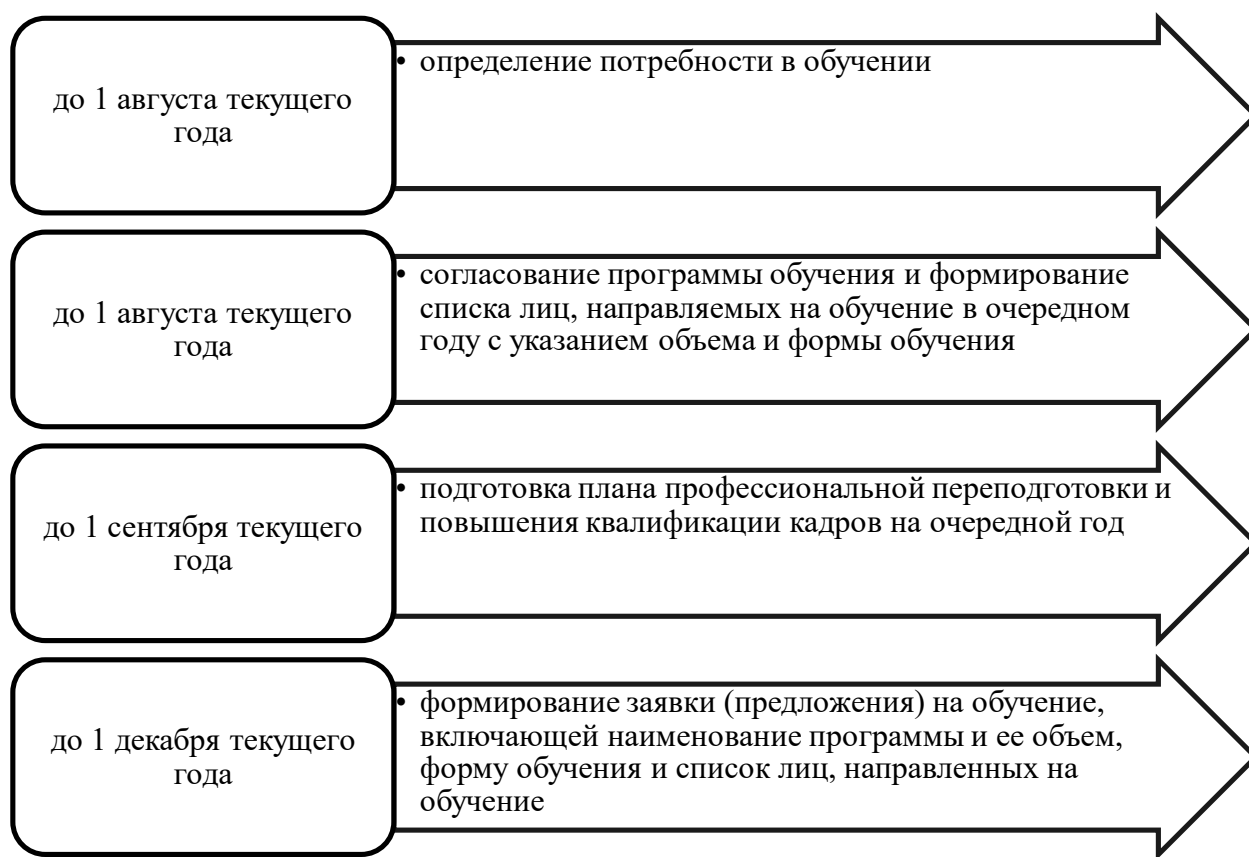 до 1 августа текущего
года
• определение потребности в обучении
до 1 августа текущего
года
• согласование программы обучения и формирование
списка лиц, направляемых на обучение в очередном
году с указанием объема и формы обучения
до 1 сентября текущего
года
• подготовка плана профессиональной переподготовки и
повышения квалификации кадров на очередной год
до 1 декабря текущего
года
• формирование заявки (предложения) на обучение,
включающей наименование программы и ее объем,
форму обучения и список лиц, направленных на
обучение